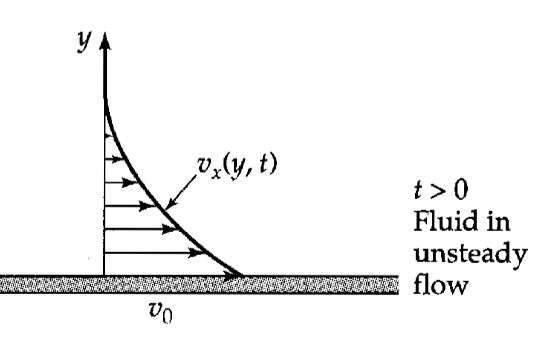 y
vₓ(y, t)
t > 0
Fluid in
unsteady
flow
v₀